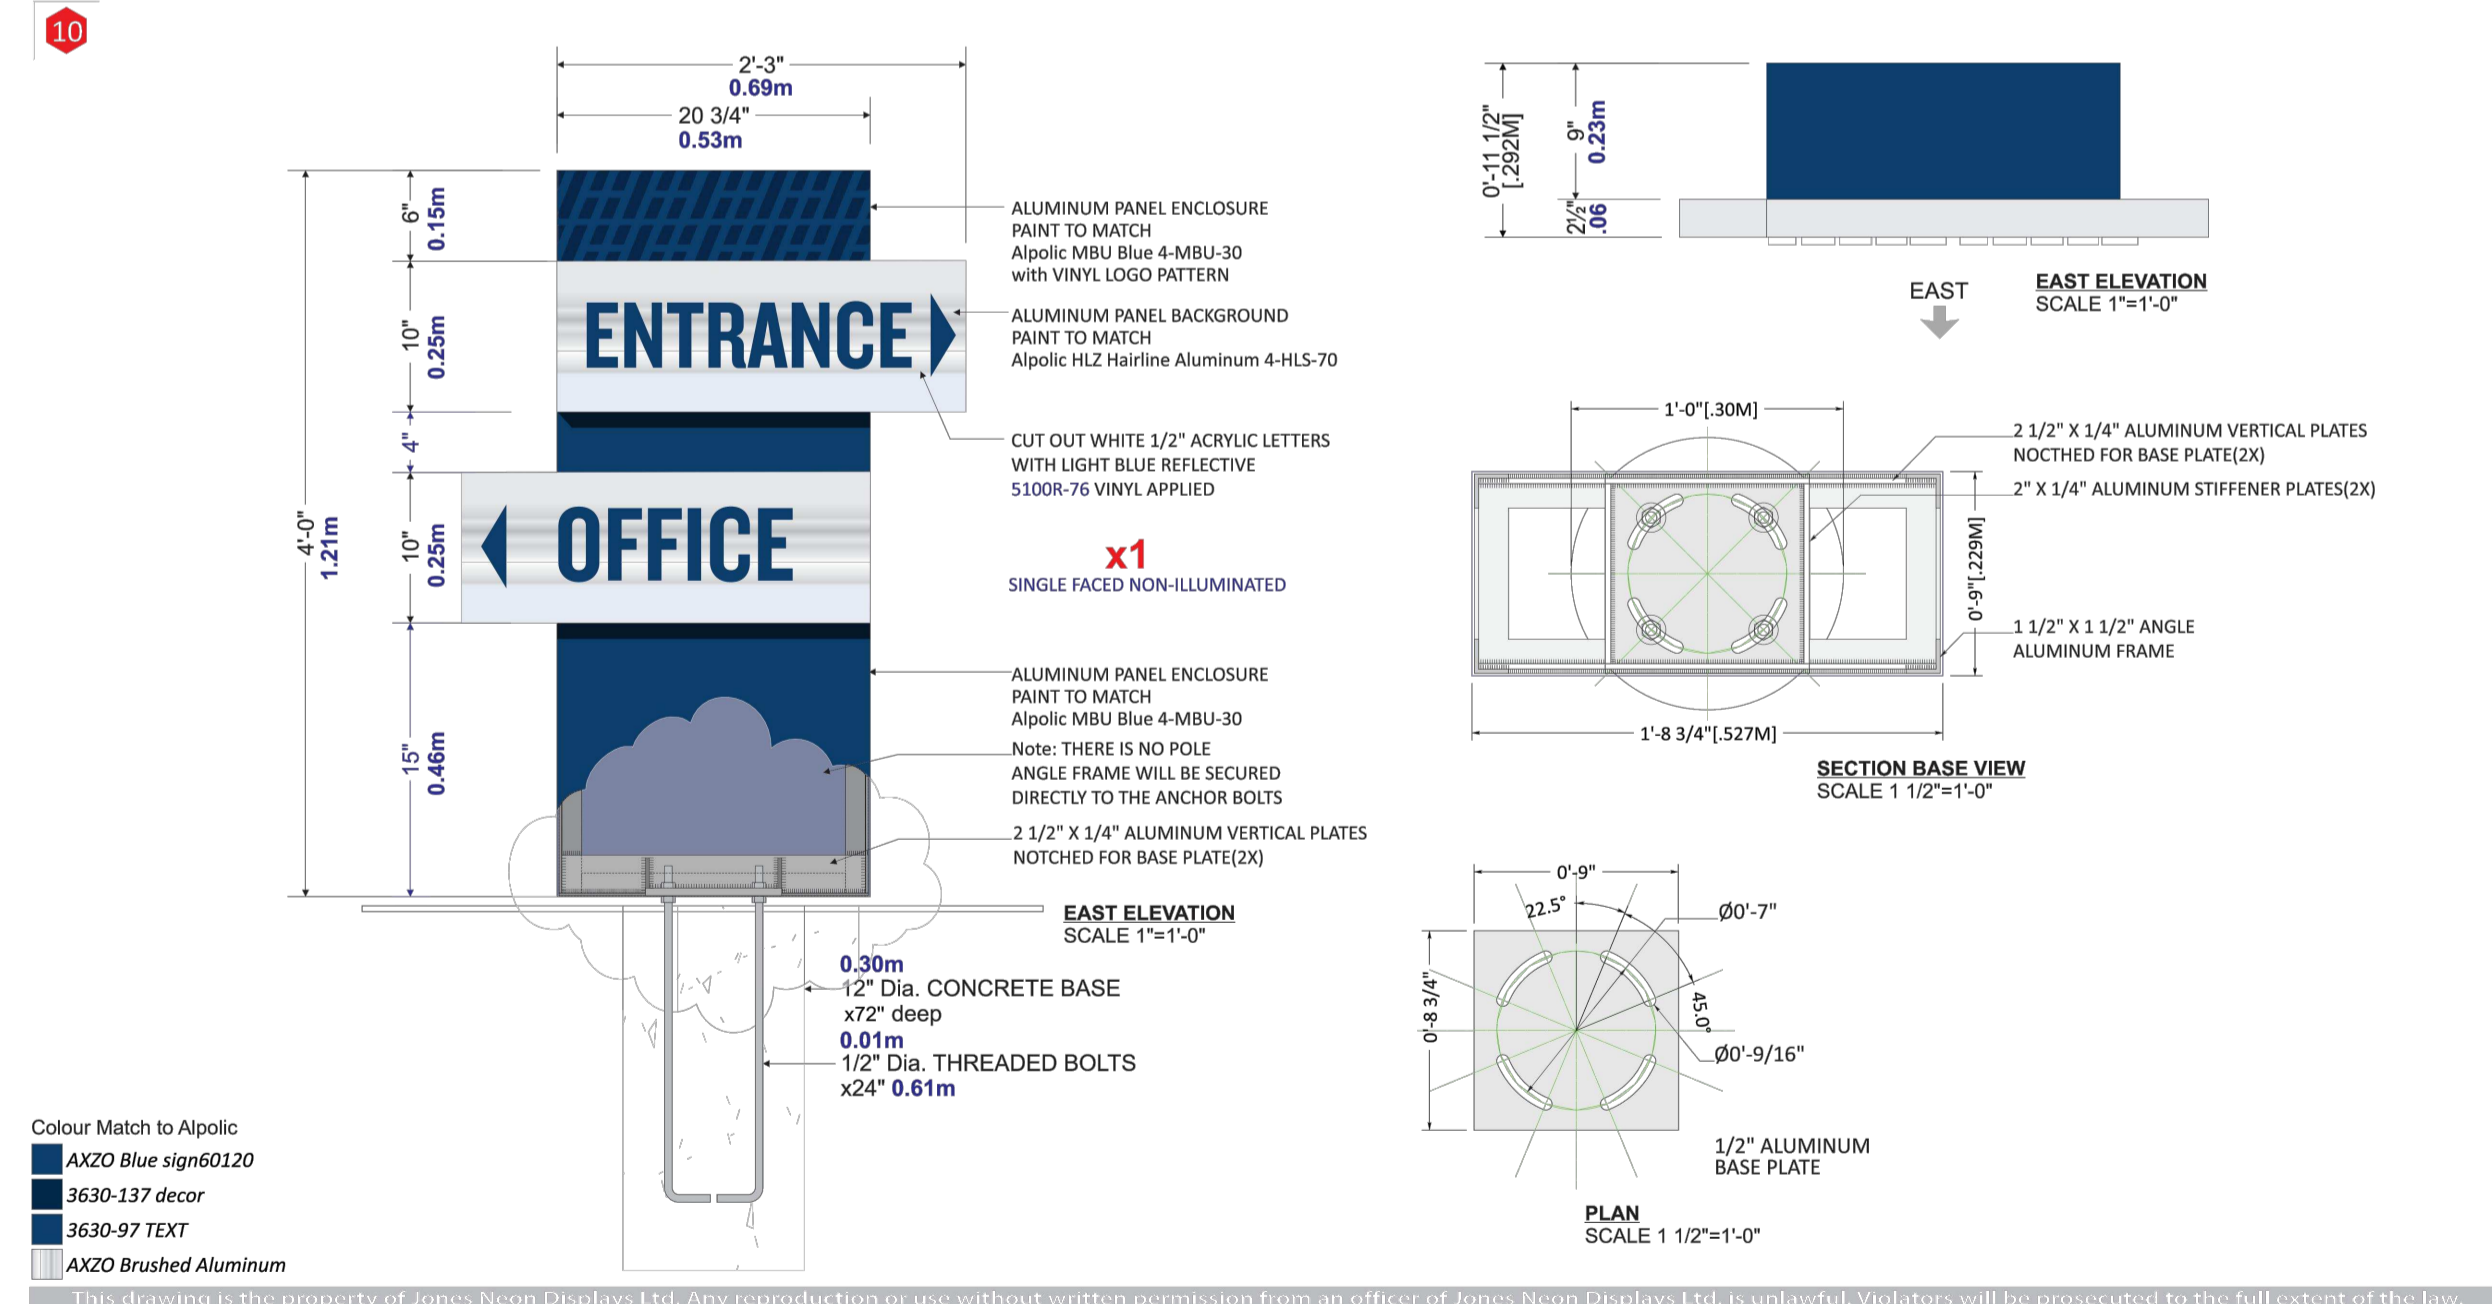 10
2'-3"
0.69m
20 3/4"
0.53m
6"
0.15m
10"
0.25m
4"
10"
0.25m
15"
0.46m
4'-0"
1.21m
ENTRANCE
OFFICE
ALUMINUM PANEL ENCLOSURE
PAINT TO MATCH
Alpolic MBU Blue 4-MBU-30
with VINYL LOGO PATTERN
ALUMINUM PANEL BACKGROUND
PAINT TO MATCH
Alpolic HLZ Hairline Aluminum 4-HLS-70
CUT OUT WHITE 1/2" ACRYLIC LETTERS
WITH LIGHT BLUE REFLECTIVE
5100R-76 VINYL APPLIED
x1
SINGLE FACED NON-ILLUMINATED
ALUMINUM PANEL ENCLOSURE
PAINT TO MATCH
Alpolic MBU Blue 4-MBU-30
Note: THERE IS NO POLE
ANGLE FRAME WILL BE SECURED
DIRECTLY TO THE ANCHOR BOLTS
2 1/2" X 1/4" ALUMINUM VERTICAL PLATES
NOTCHED FOR BASE PLATE(2X)
EAST ELEVATION
SCALE 1"=1'-0"
0.30m
12" Dia. CONCRETE BASE
x72" deep
0.01m
1/2" Dia. THREADED BOLTS
x24" 0.61m
0'-11 1/2"
[.292M]
9"
0.23m
2½"
.06
EAST
EAST ELEVATION
SCALE 1"=1'-0"
1'-0"[.30M]
2 1/2" X 1/4" ALUMINUM VERTICAL PLATES
NOCTHED FOR BASE PLATE(2X)
2" X 1/4" ALUMINUM STIFFENER PLATES(2X)
0'-9"[.229M]
1 1/2" X 1 1/2" ANGLE
ALUMINUM FRAME
1'-8 3/4"[.527M]
SECTION BASE VIEW
SCALE 1 1/2"=1'-0"
0'-9"
22.5°
Ø0'-7"
0'-8 3/4"
45.0°
Ø0'-9/16"
1/2" ALUMINUM
BASE PLATE
PLAN
SCALE 1 1/2"=1'-0"
Colour Match to Alpolic
AXZO Blue sign60120
3630-137 decor
3630-97 TEXT
AXZO Brushed Aluminum
This drawing is the property of Jones Neon Displays Ltd. Any reproduction or use without written permission from an officer of Jones Neon Displays Ltd. is unlawful. Violators will be prosecuted to the full extent of the law.